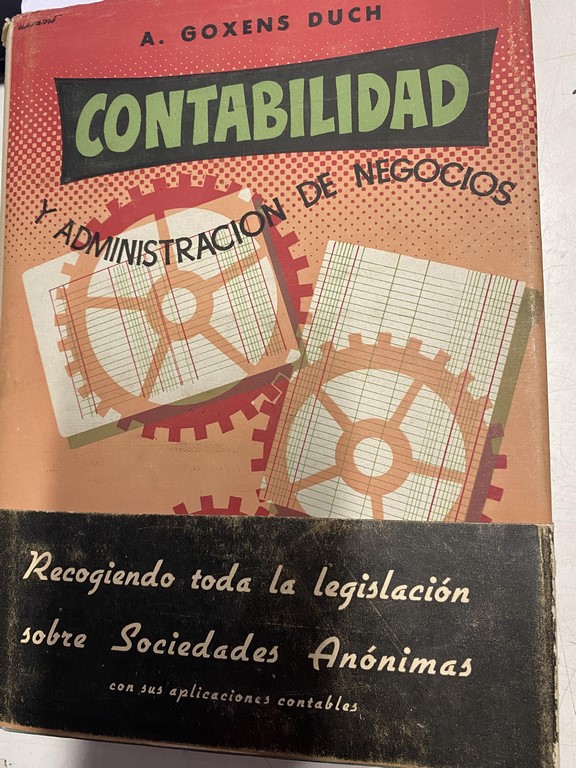 A. GOXENS DUCH
CONTABILIDAD
Y ADMINISTRACION DE NEGOCIOS
Recogiendo toda la legislación
sobre Sociedades Anónimas
con sus aplicaciones contables